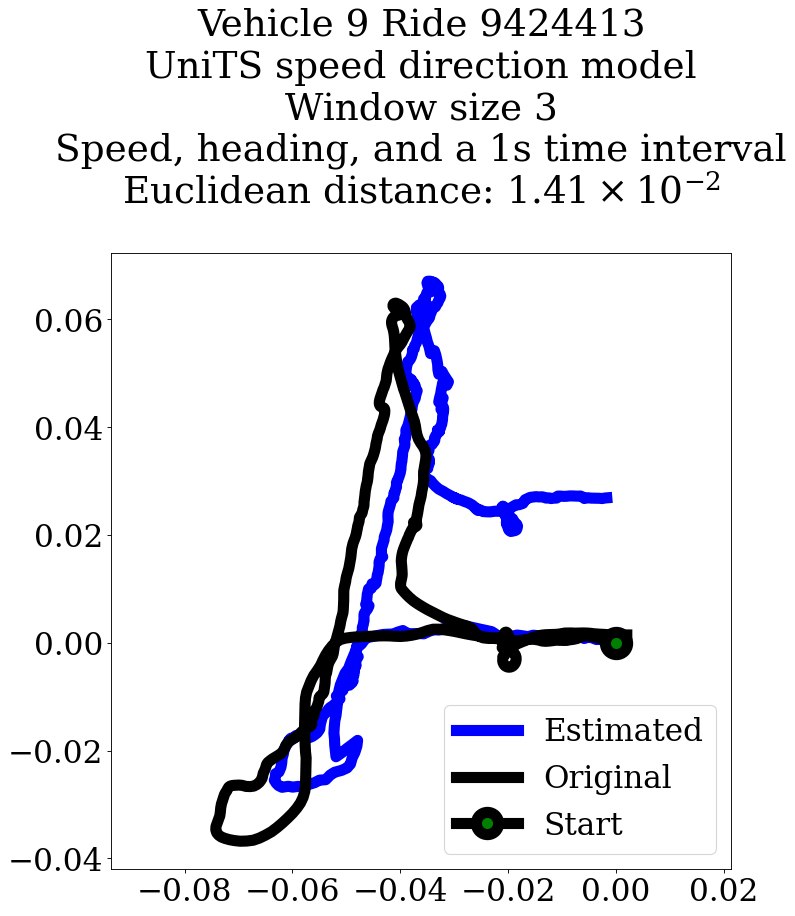 Vehicle 9 Ride 9424413
UniTS speed direction model
Window size 3
Speed, heading, and a 1s time interval
Euclidean distance: 1.41 × 10⁻²
0.06
0.04
0.02
0.00
−0.02
−0.04
Estimated
Original
Start
−0.08 −0.06 −0.04 −0.02 0.00 0.02